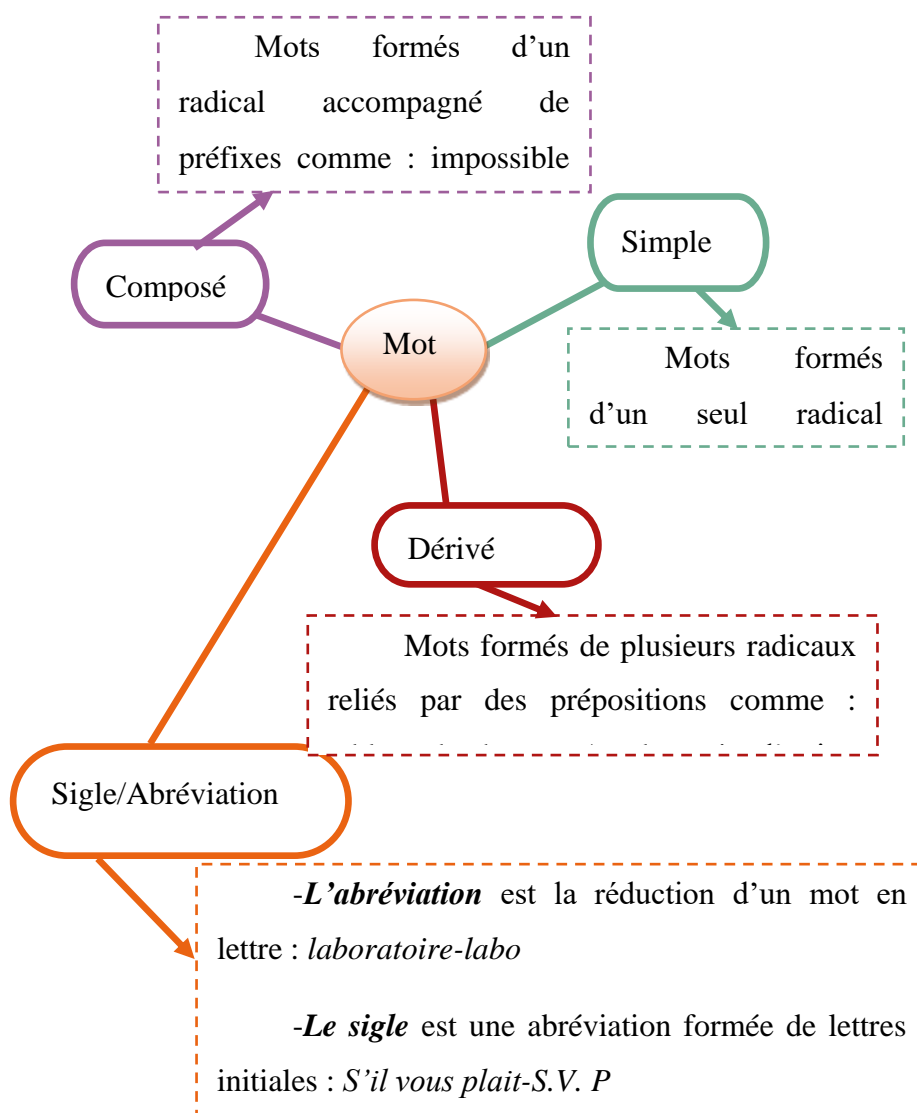 Mots formés d’un
radical accompagné de
préfixes comme : impossible
Simple
Composé
Mot
Mots formés
d’un seul radical
Dérivé
Mots formés de plusieurs radicaux
reliés par des prépositions comme :
Sigle/Abréviation
-L’abréviation est la réduction d’un mot en
lettre : laboratoire-labo
-Le sigle est une abréviation formée de lettres
initiales : S’il vous plait-S.V. P